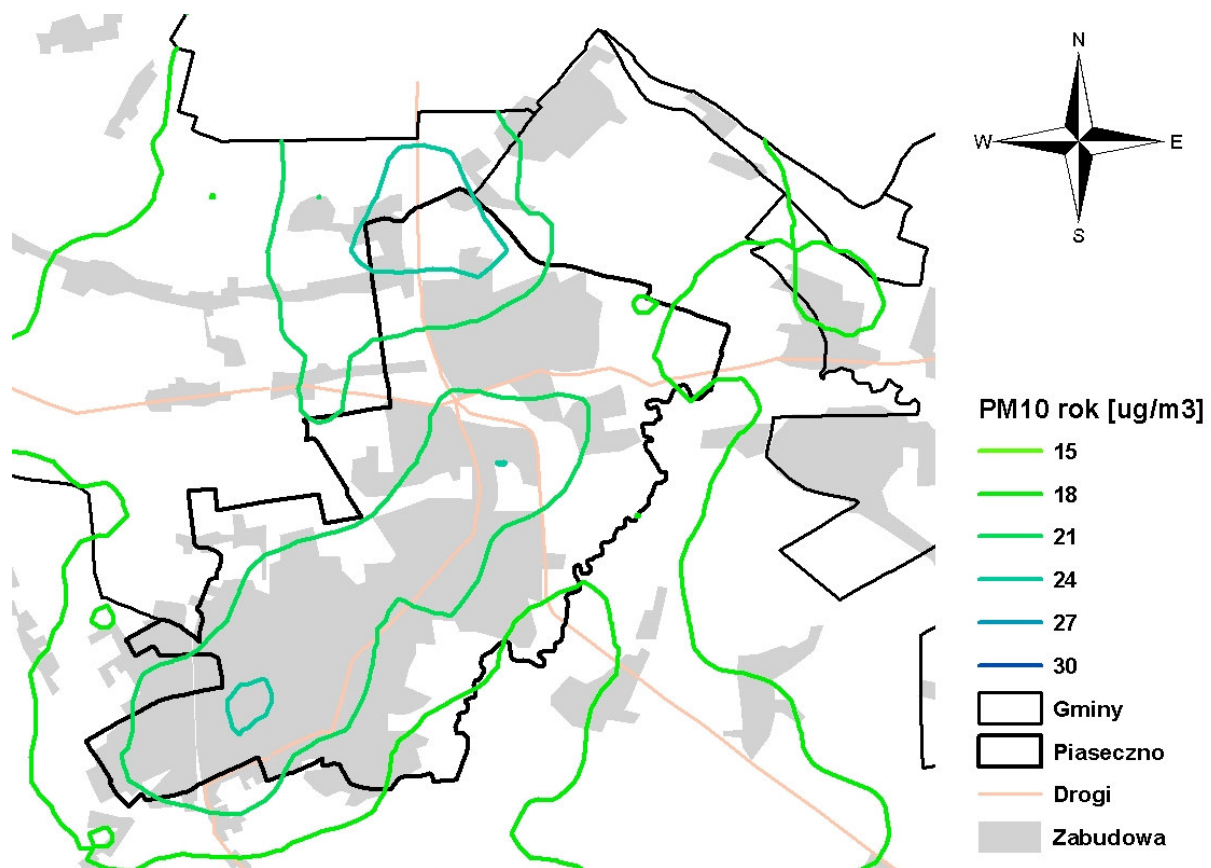 N
W
E
S
PM10 rok [ug/m3]
15
18
21
24
27
30
Gminy
Piaseczno
Drogi
Zabudowa